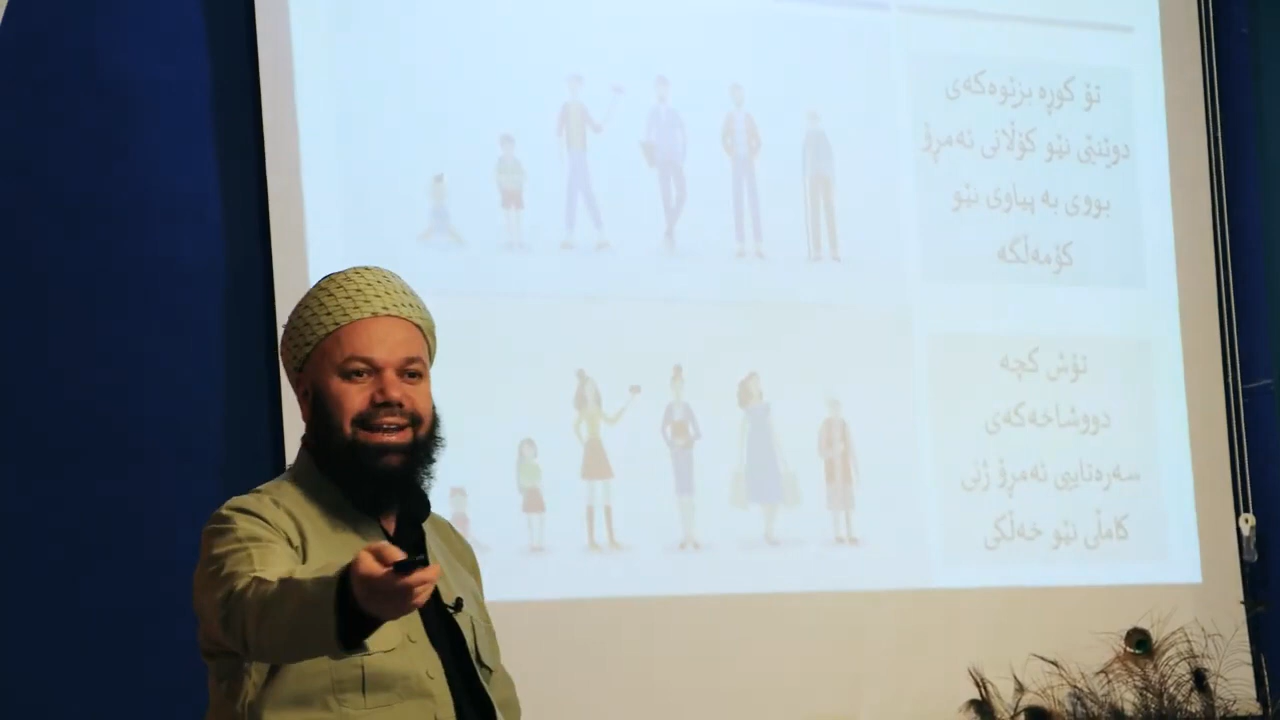 تۆ کوڕە بزێوەکەی
دوێنێی نێو کۆڵانی ئەمڕۆ
بووی بە پیاوی نێو
کۆمەڵگە
تۆش کچە
دووشاخەکەی
سەرەتایی ئەمڕۆ ژنی
کامڵی نێو خەڵکی